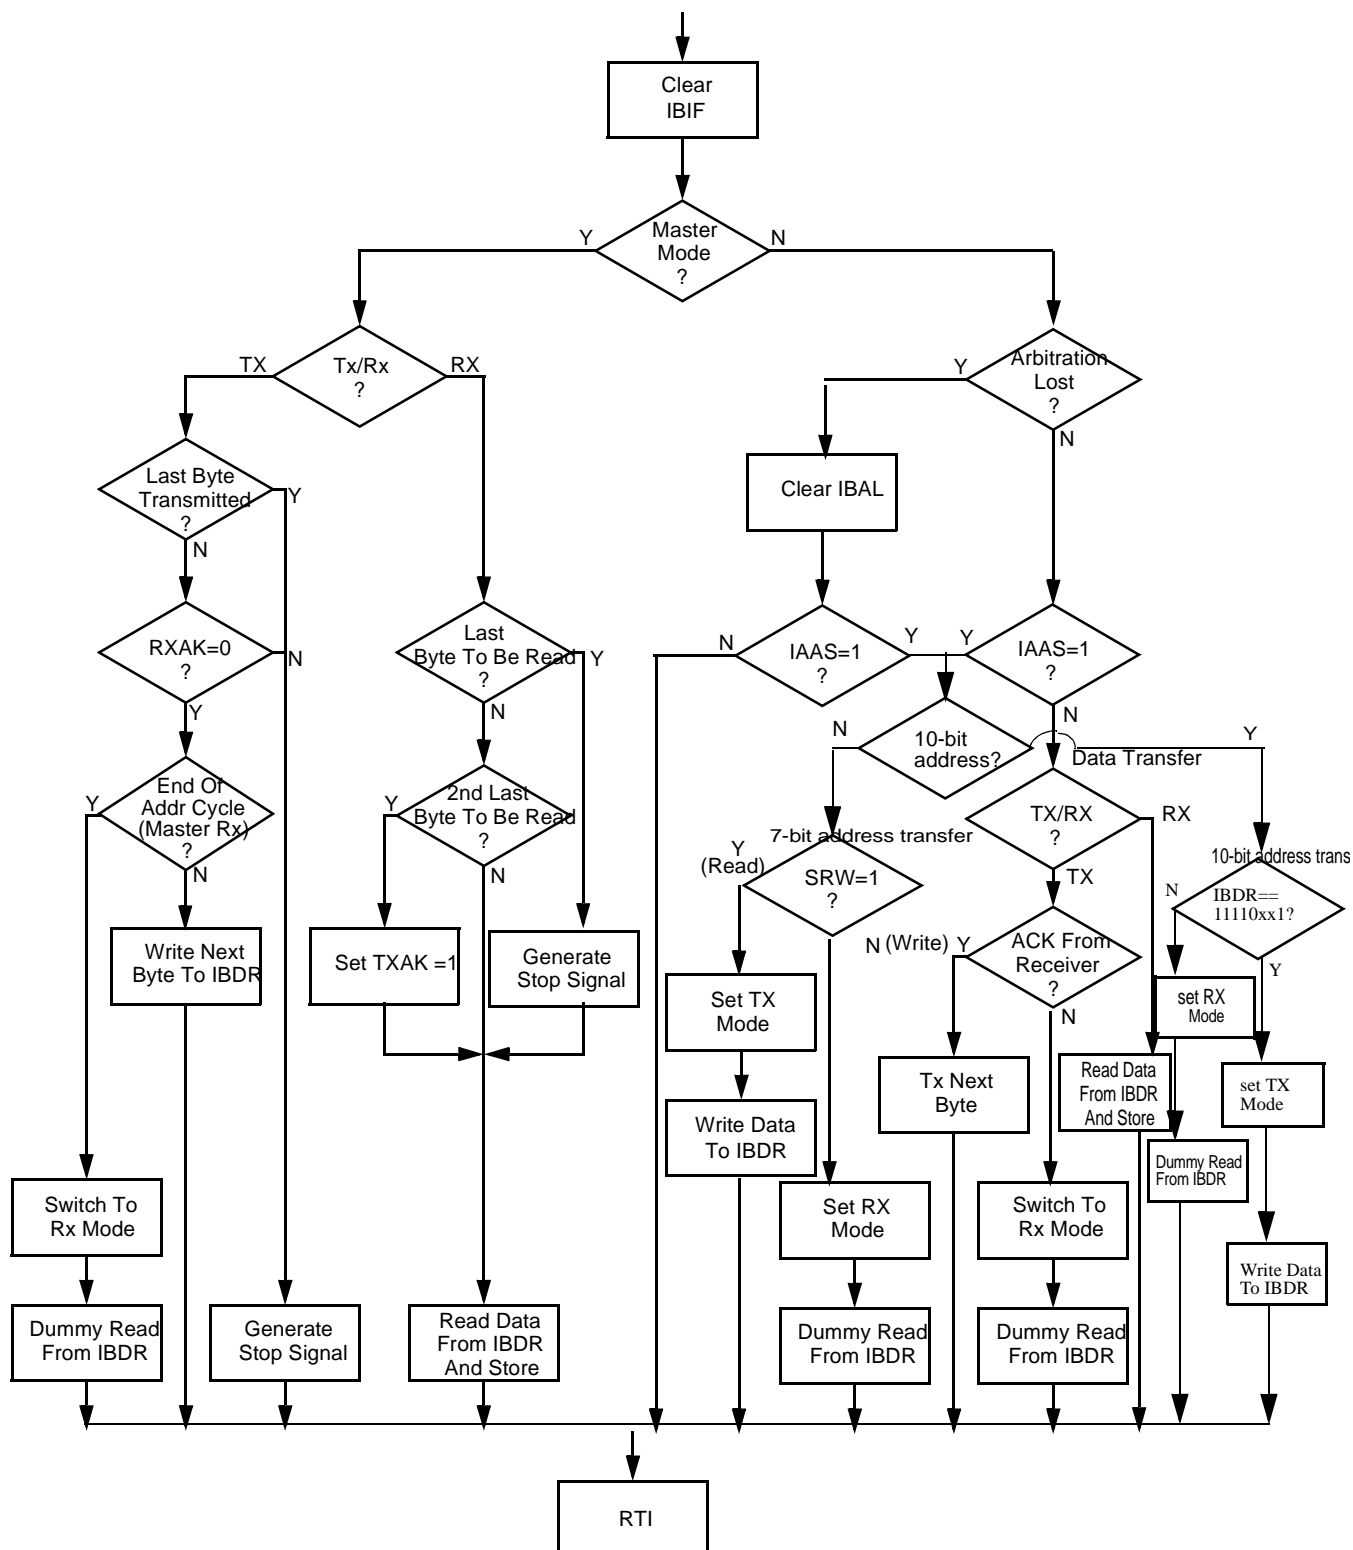 Clear
IBIF
Master
Mode
?
Y
N
Tx/Rx
?
TX
RX
Arbitration
Lost
?
Y
N
Last Byte
Transmitted
?
Y
N
Clear IBAL
RXAK=0
?
N
Y
Last
Byte To Be Read
?
Y
N
IAAS=1
?
N
Y
IAAS=1
?
Y
N
10-bit
address?
N
Y
Data Transfer
End Of
Addr Cycle
(Master Rx)
?
Y
N
2nd Last
Byte To Be Read
?
Y
N
7-bit address transfer
Y
(Read)
SRW=1
?
N (Write)
TX/RX
?
RX
TX
10-bit address trans
IBDR==
11110xx1?
N
Y
Write Next
Byte To IBDR
Set TXAK =1
Generate
Stop Signal
ACK From
Receiver
?
Y
N
Set TX
Mode
set RX
Mode
Tx Next
Byte
Read Data
From IBDR
And Store
set TX
Mode
Write Data
To IBDR
Dummy Read
From IBDR
Switch To
Rx Mode
Set RX
Mode
Switch To
Rx Mode
Write Data
To IBDR
Dummy Read
From IBDR
Generate
Stop Signal
Read Data
From IBDR
And Store
Dummy Read
From IBDR
Dummy Read
From IBDR
RTI